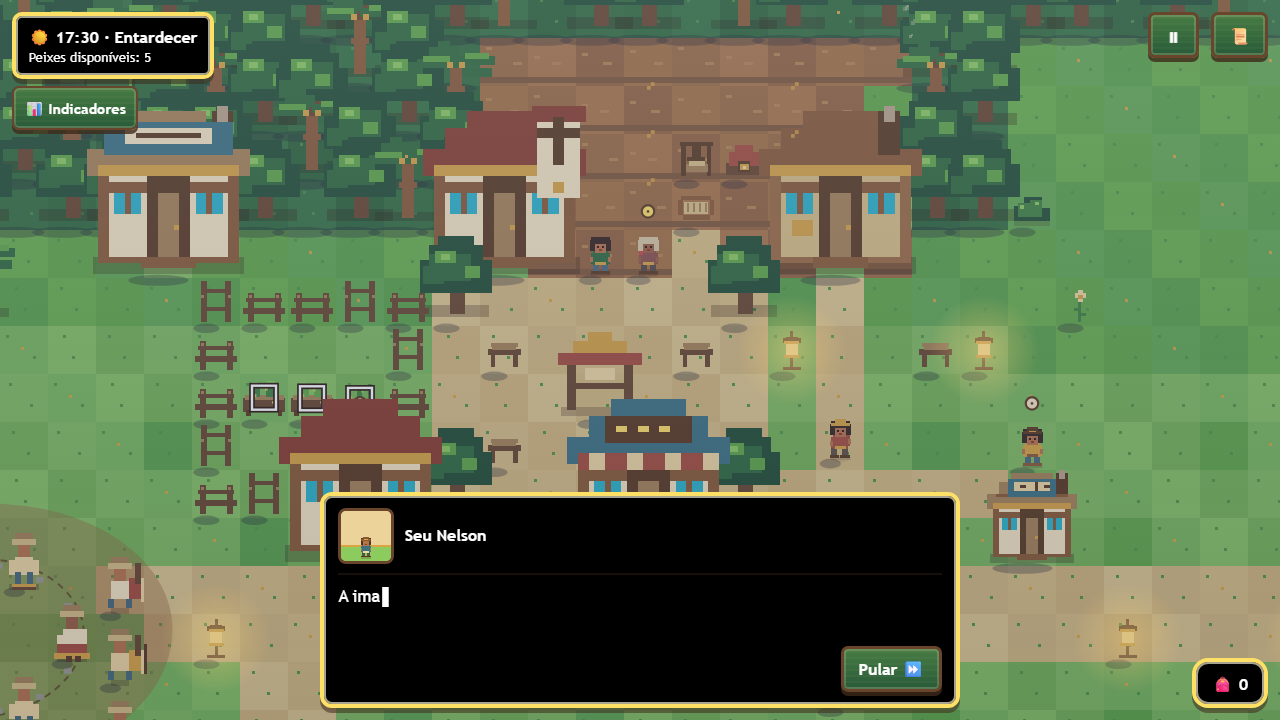 17:30 · Entardecer
Peixes disponíveis: 5
Indicadores
Seu Nelson
A ima
Pular
0